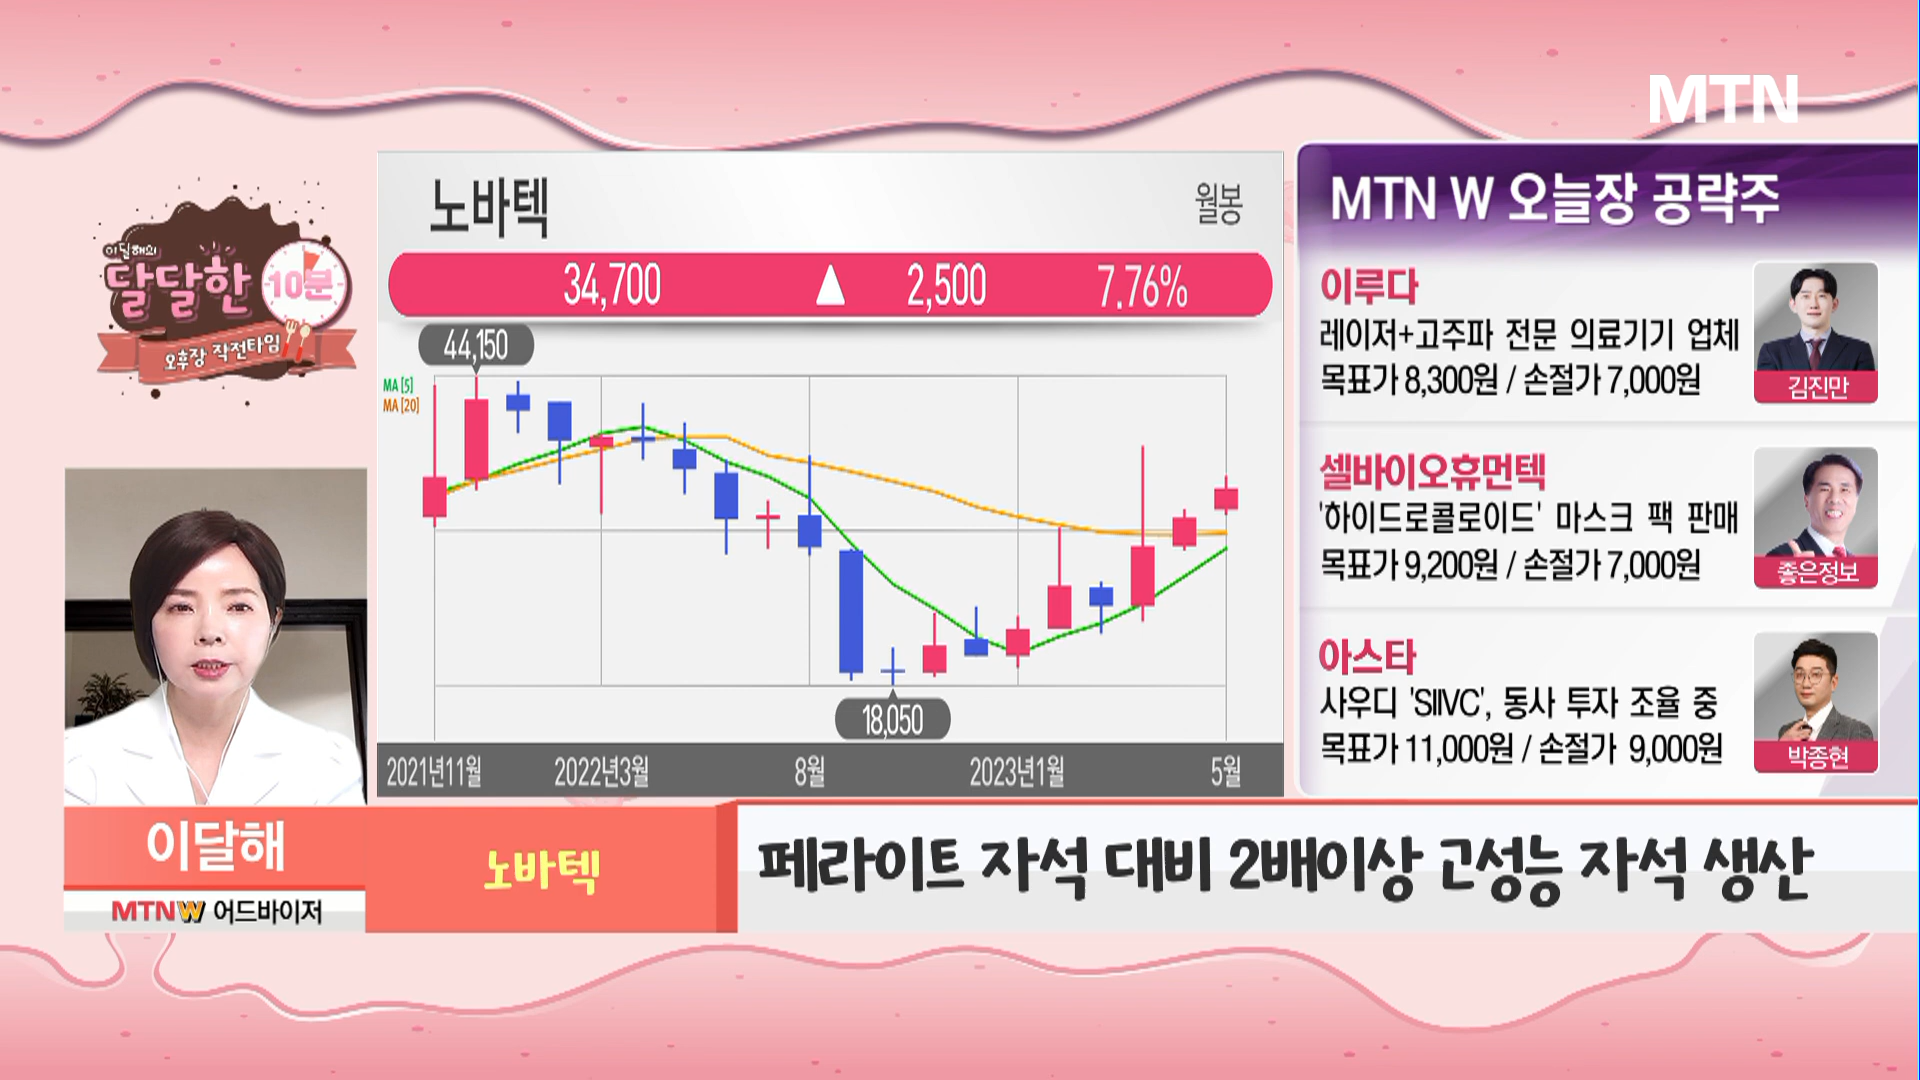 MTN
이달해의
달달한
10분
오후장 작전타임
노바텍
월봉
34,700 ▲ 2,500 7.76%
44,150
MA [5]
MA [20]
18,050
2021년11월 2022년3월 8월 2023년1월 5월
MTN W 오늘장 공략주
이루다
레이저+고주파 전문 의료기기 업체
목표가 8,300원 / 손절가 7,000원
김진만
셀바이오휴먼텍
'하이드로콜로이드' 마스크 팩 판매
목표가 9,200원 / 손절가 7,000원
좋은정보
아스타
사우디 'SIIVC', 동사 투자 조율 중
목표가 11,000원 / 손절가 9,000원
박종현
이달해
MTNW 어드바이저
노바텍
페라이트 자석 대비 2배이상 고성능 자석 생산